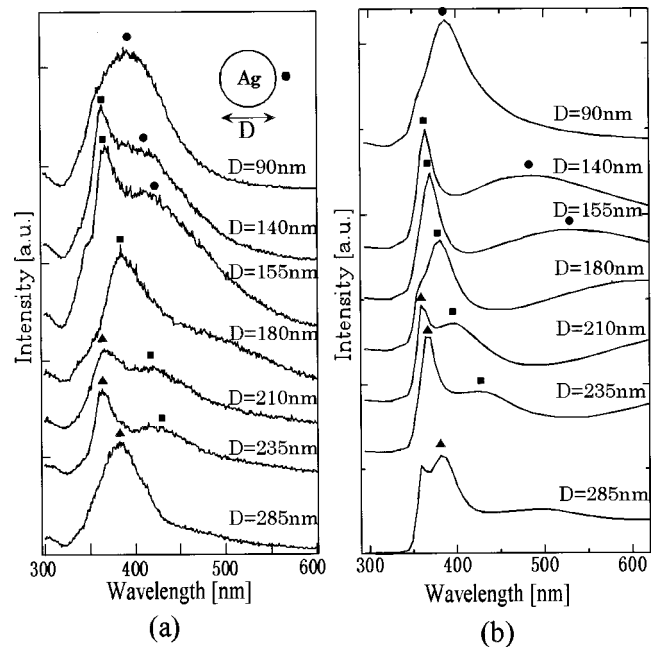 Intensity [a.u.]
Ag
D
D=90nm
D=140nm
D=155nm
D=180nm
D=210nm
D=235nm
D=285nm
300 400 500 600
Wavelength [nm]
(a)
Intensity [a.u.]
D=90nm
D=140nm
D=155nm
D=180nm
D=210nm
D=235nm
D=285nm
300 400 500 600
Wavelength [nm]
(b)